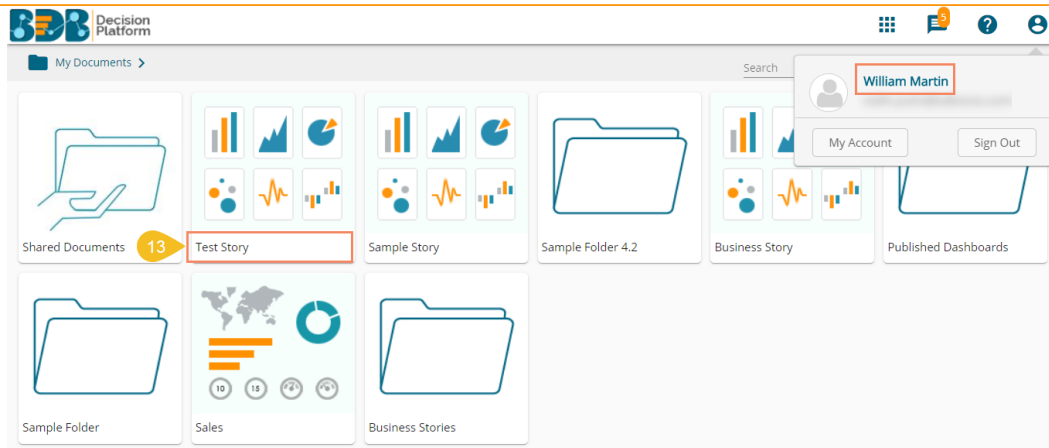 BDB Decision Platform
5
My Documents >
Search
William Martin
My Account
Sign Out
Shared Documents
13
Test Story
Sample Story
Sample Folder 4.2
Business Story
Published Dashboards
10
15
Sample Folder
Sales
Business Stories